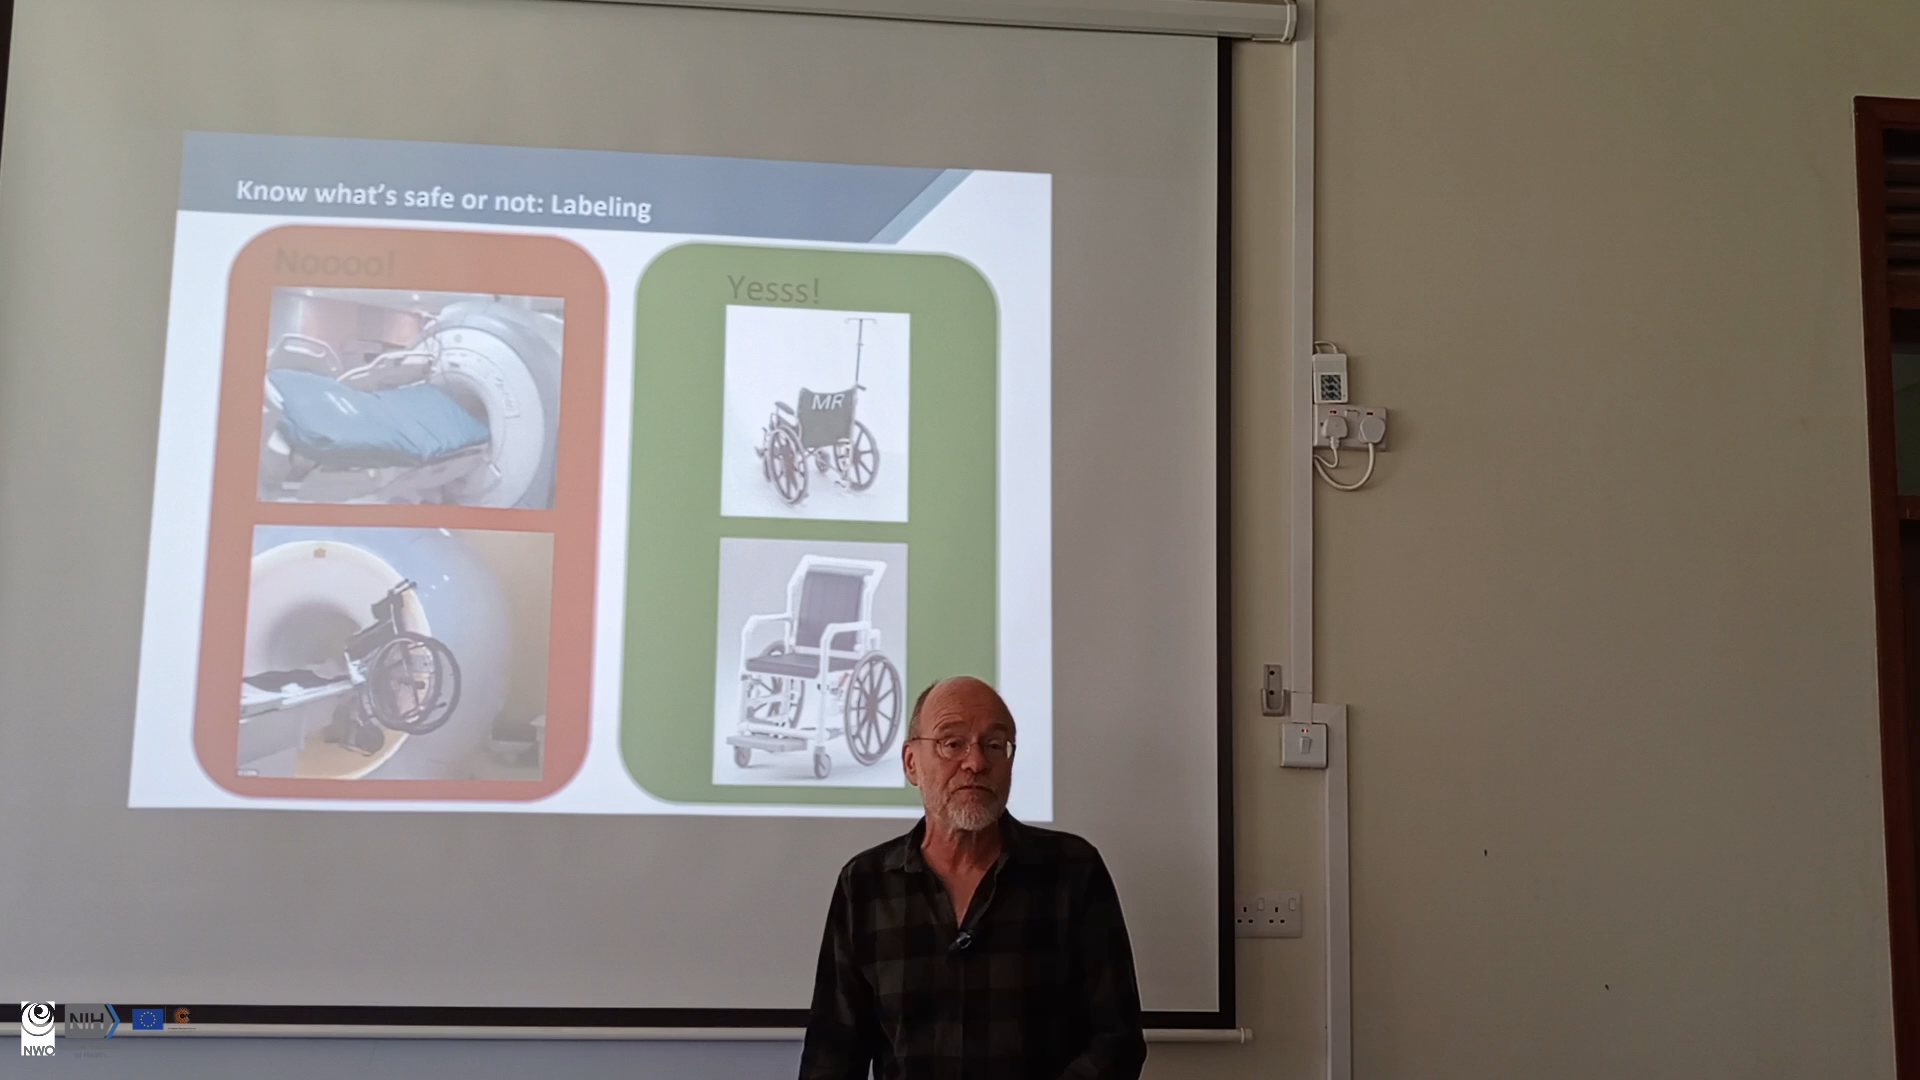 Know what's safe or not: Labeling
Noooo!
Yesss!
MR
NWO
NIH